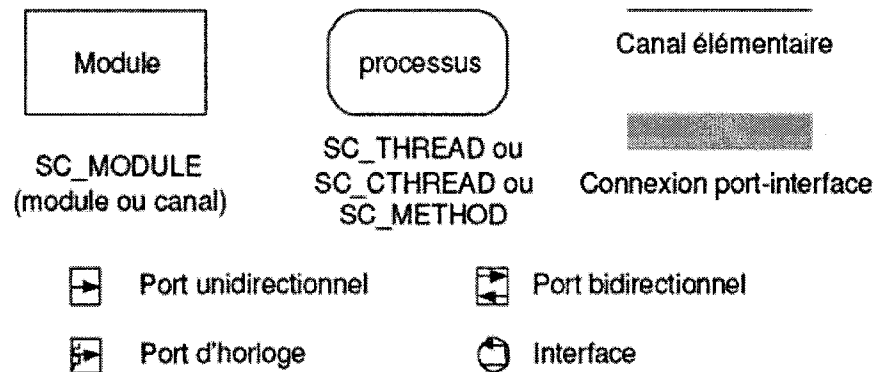 Module
processus
Canal élémentaire
SC_MODULE
(module ou canal)
SC_THREAD ou
SC_CTHREAD ou
SC_METHOD
Connexion port-interface
Port unidirectionnel
Port bidirectionnel
Port d'horloge
Interface